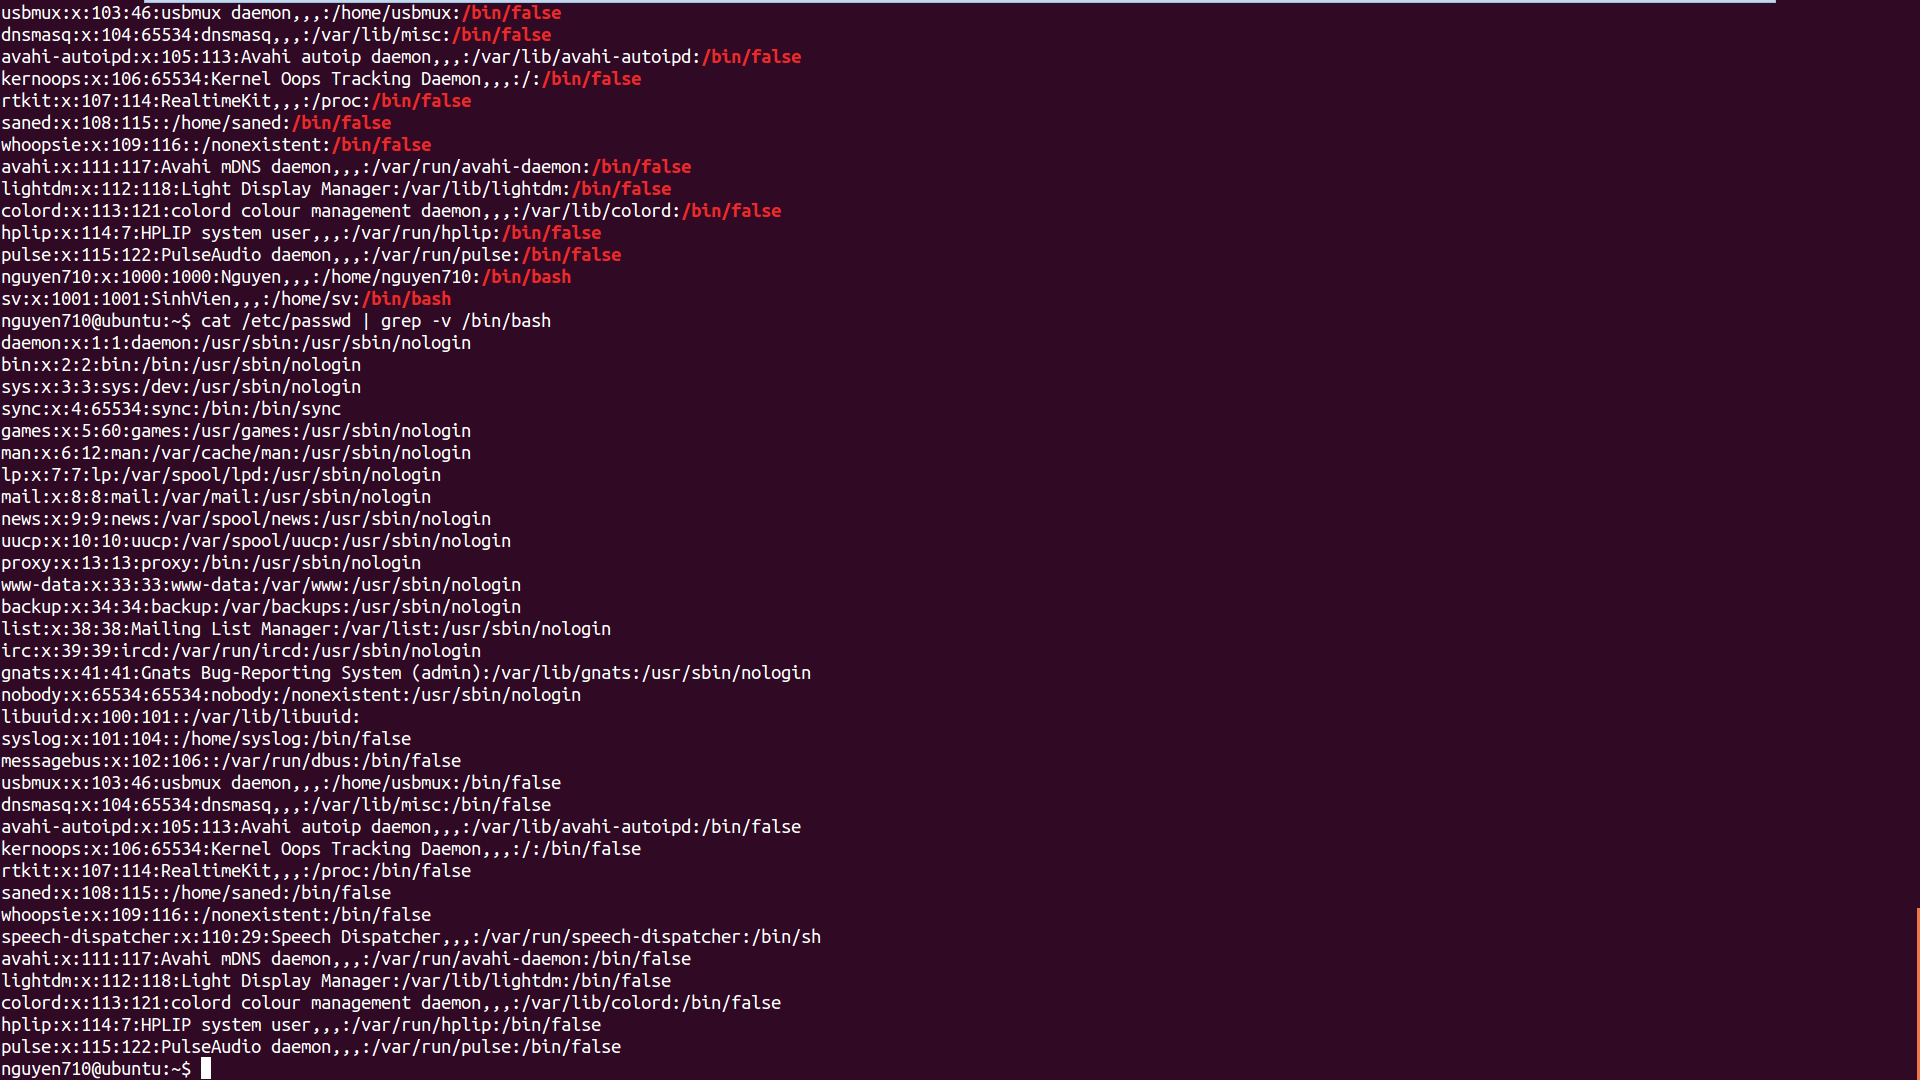 usbmux:x:103:46:usbmux daemon,,,:/home/usbmux:/bin/false
dnsmasq:x:104:65534:dnsmasq,,,:/var/lib/misc:/bin/false
avahi-autoipd:x:105:113:Avahi autoip daemon,,,:/var/lib/avahi-autoipd:/bin/false
kernoops:x:106:65534:Kernel Oops Tracking Daemon,,,:/:/bin/false
rtkit:x:107:114:RealtimeKit,,,:/proc:/bin/false
saned:x:108:115::/home/saned:/bin/false
whoopsie:x:109:116::/nonexistent:/bin/false
avahi:x:111:117:Avahi mDNS daemon,,,:/var/run/avahi-daemon:/bin/false
lightdm:x:112:118:Light Display Manager:/var/lib/lightdm:/bin/false
colord:x:113:121:colord colour management daemon,,,:/var/lib/colord:/bin/false
hplip:x:114:7:HPLIP system user,,,:/var/run/hplip:/bin/false
pulse:x:115:122:PulseAudio daemon,,,:/var/run/pulse:/bin/false
nguyen710:x:1000:1000:Nguyen,,,:/home/nguyen710:/bin/bash
sv:x:1001:1001:SinhVien,,,:/home/sv:/bin/bash
nguyen710@ubuntu:~$ cat /etc/passwd | grep -v /bin/bash
daemon:x:1:1:daemon:/usr/sbin:/usr/sbin/nologin
bin:x:2:2:bin:/bin:/usr/sbin/nologin
sys:x:3:3:sys:/dev:/usr/sbin/nologin
sync:x:4:65534:sync:/bin:/bin/sync
games:x:5:60:games:/usr/games:/usr/sbin/nologin
man:x:6:12:man:/var/cache/man:/usr/sbin/nologin
lp:x:7:7:lp:/var/spool/lpd:/usr/sbin/nologin
mail:x:8:8:mail:/var/mail:/usr/sbin/nologin
news:x:9:9:news:/var/spool/news:/usr/sbin/nologin
uucp:x:10:10:uucp:/var/spool/uucp:/usr/sbin/nologin
proxy:x:13:13:proxy:/bin:/usr/sbin/nologin
www-data:x:33:33:www-data:/var/www:/usr/sbin/nologin
backup:x:34:34:backup:/var/backups:/usr/sbin/nologin
list:x:38:38:Mailing List Manager:/var/list:/usr/sbin/nologin
irc:x:39:39:ircd:/var/run/ircd:/usr/sbin/nologin
gnats:x:41:41:Gnats Bug-Reporting System (admin):/var/lib/gnats:/usr/sbin/nologin
nobody:x:65534:65534:nobody:/nonexistent:/usr/sbin/nologin
libuuid:x:100:101::/var/lib/libuuid:
syslog:x:101:104::/home/syslog:/bin/false
messagebus:x:102:106::/var/run/dbus:/bin/false
usbmux:x:103:46:usbmux daemon,,,:/home/usbmux:/bin/false
dnsmasq:x:104:65534:dnsmasq,,,:/var/lib/misc:/bin/false
avahi-autoipd:x:105:113:Avahi autoip daemon,,,:/var/lib/avahi-autoipd:/bin/false
kernoops:x:106:65534:Kernel Oops Tracking Daemon,,,:/:/bin/false
rtkit:x:107:114:RealtimeKit,,,:/proc:/bin/false
saned:x:108:115::/home/saned:/bin/false
whoopsie:x:109:116::/nonexistent:/bin/false
speech-dispatcher:x:110:29:Speech Dispatcher,,,:/var/run/speech-dispatcher:/bin/sh
avahi:x:111:117:Avahi mDNS daemon,,,:/var/run/avahi-daemon:/bin/false
lightdm:x:112:118:Light Display Manager:/var/lib/lightdm:/bin/false
colord:x:113:121:colord colour management daemon,,,:/var/lib/colord:/bin/false
hplip:x:114:7:HPLIP system user,,,:/var/run/hplip:/bin/false
pulse:x:115:122:PulseAudio daemon,,,:/var/run/pulse:/bin/false
nguyen710@ubuntu:~$